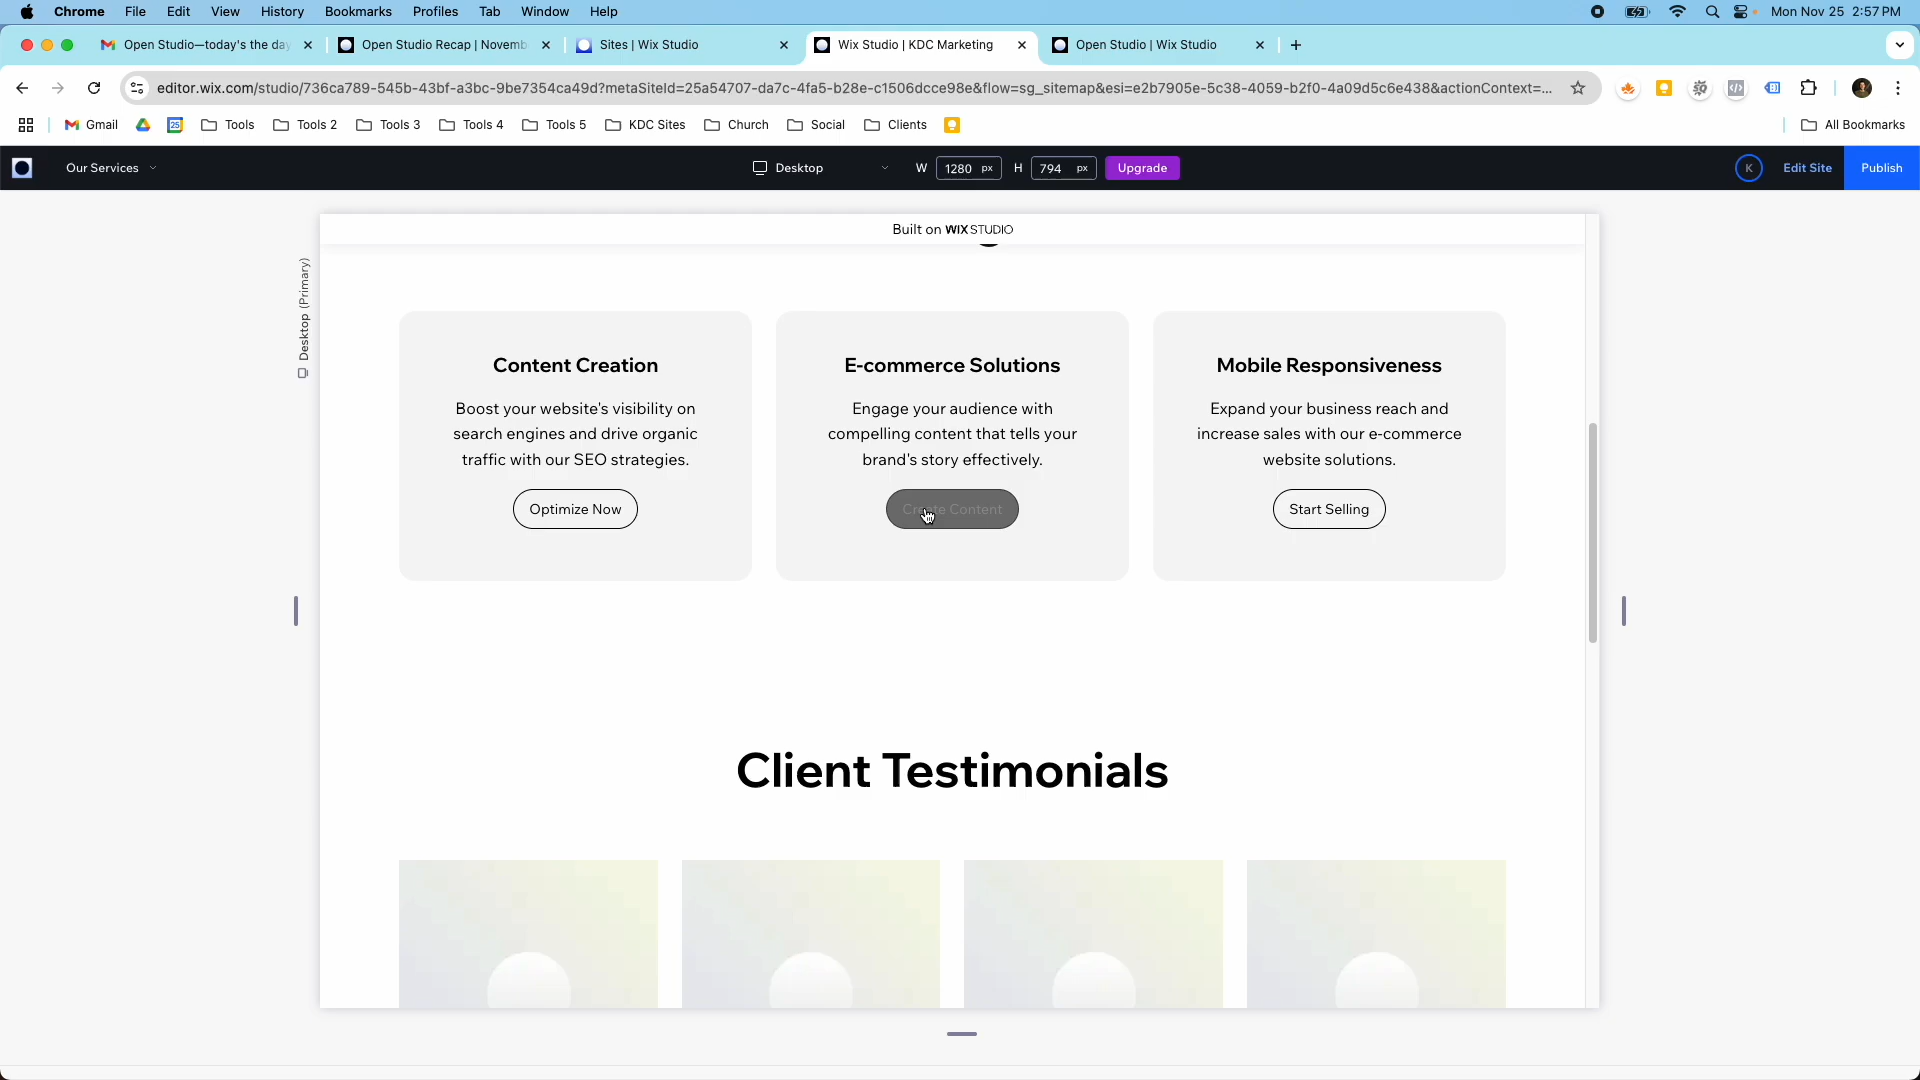 Chrome File Edit View History Bookmarks Profiles Tab Window Help Mon Nov 25 2:57 PM
Open Studio—today's the da Open Studio Recap | Novemb Sites | Wix Studio Wix Studio | KDC Marketing Open Studio | Wix Studio
editor.wix.com/studio/736ca789-545b-43bf-a3bc-9be7354ca49d?metaSiteId=25a54707-da7c-4fa5-b28e-c1506dcce98e&flow=sg_sitemap&esi=e2b7905e-5c38-4059-b2f0-4a09d5c6e438&actionContext=...
Gmail 25 Tools Tools 2 Tools 3 Tools 4 Tools 5 KDC Sites Church Social Clients All Bookmarks
Our Services Desktop W 1280 px H 794 px Upgrade K Edit Site Publish
Built on WIX STUDIO
Desktop (Primary)
Content Creation
Boost your website's visibility on
search engines and drive organic
traffic with our SEO strategies.
Optimize Now
E-commerce Solutions
Engage your audience with
compelling content that tells your
brand's story effectively.
Create Content
Mobile Responsiveness
Expand your business reach and
increase sales with our e-commerce
website solutions.
Start Selling
Client Testimonials